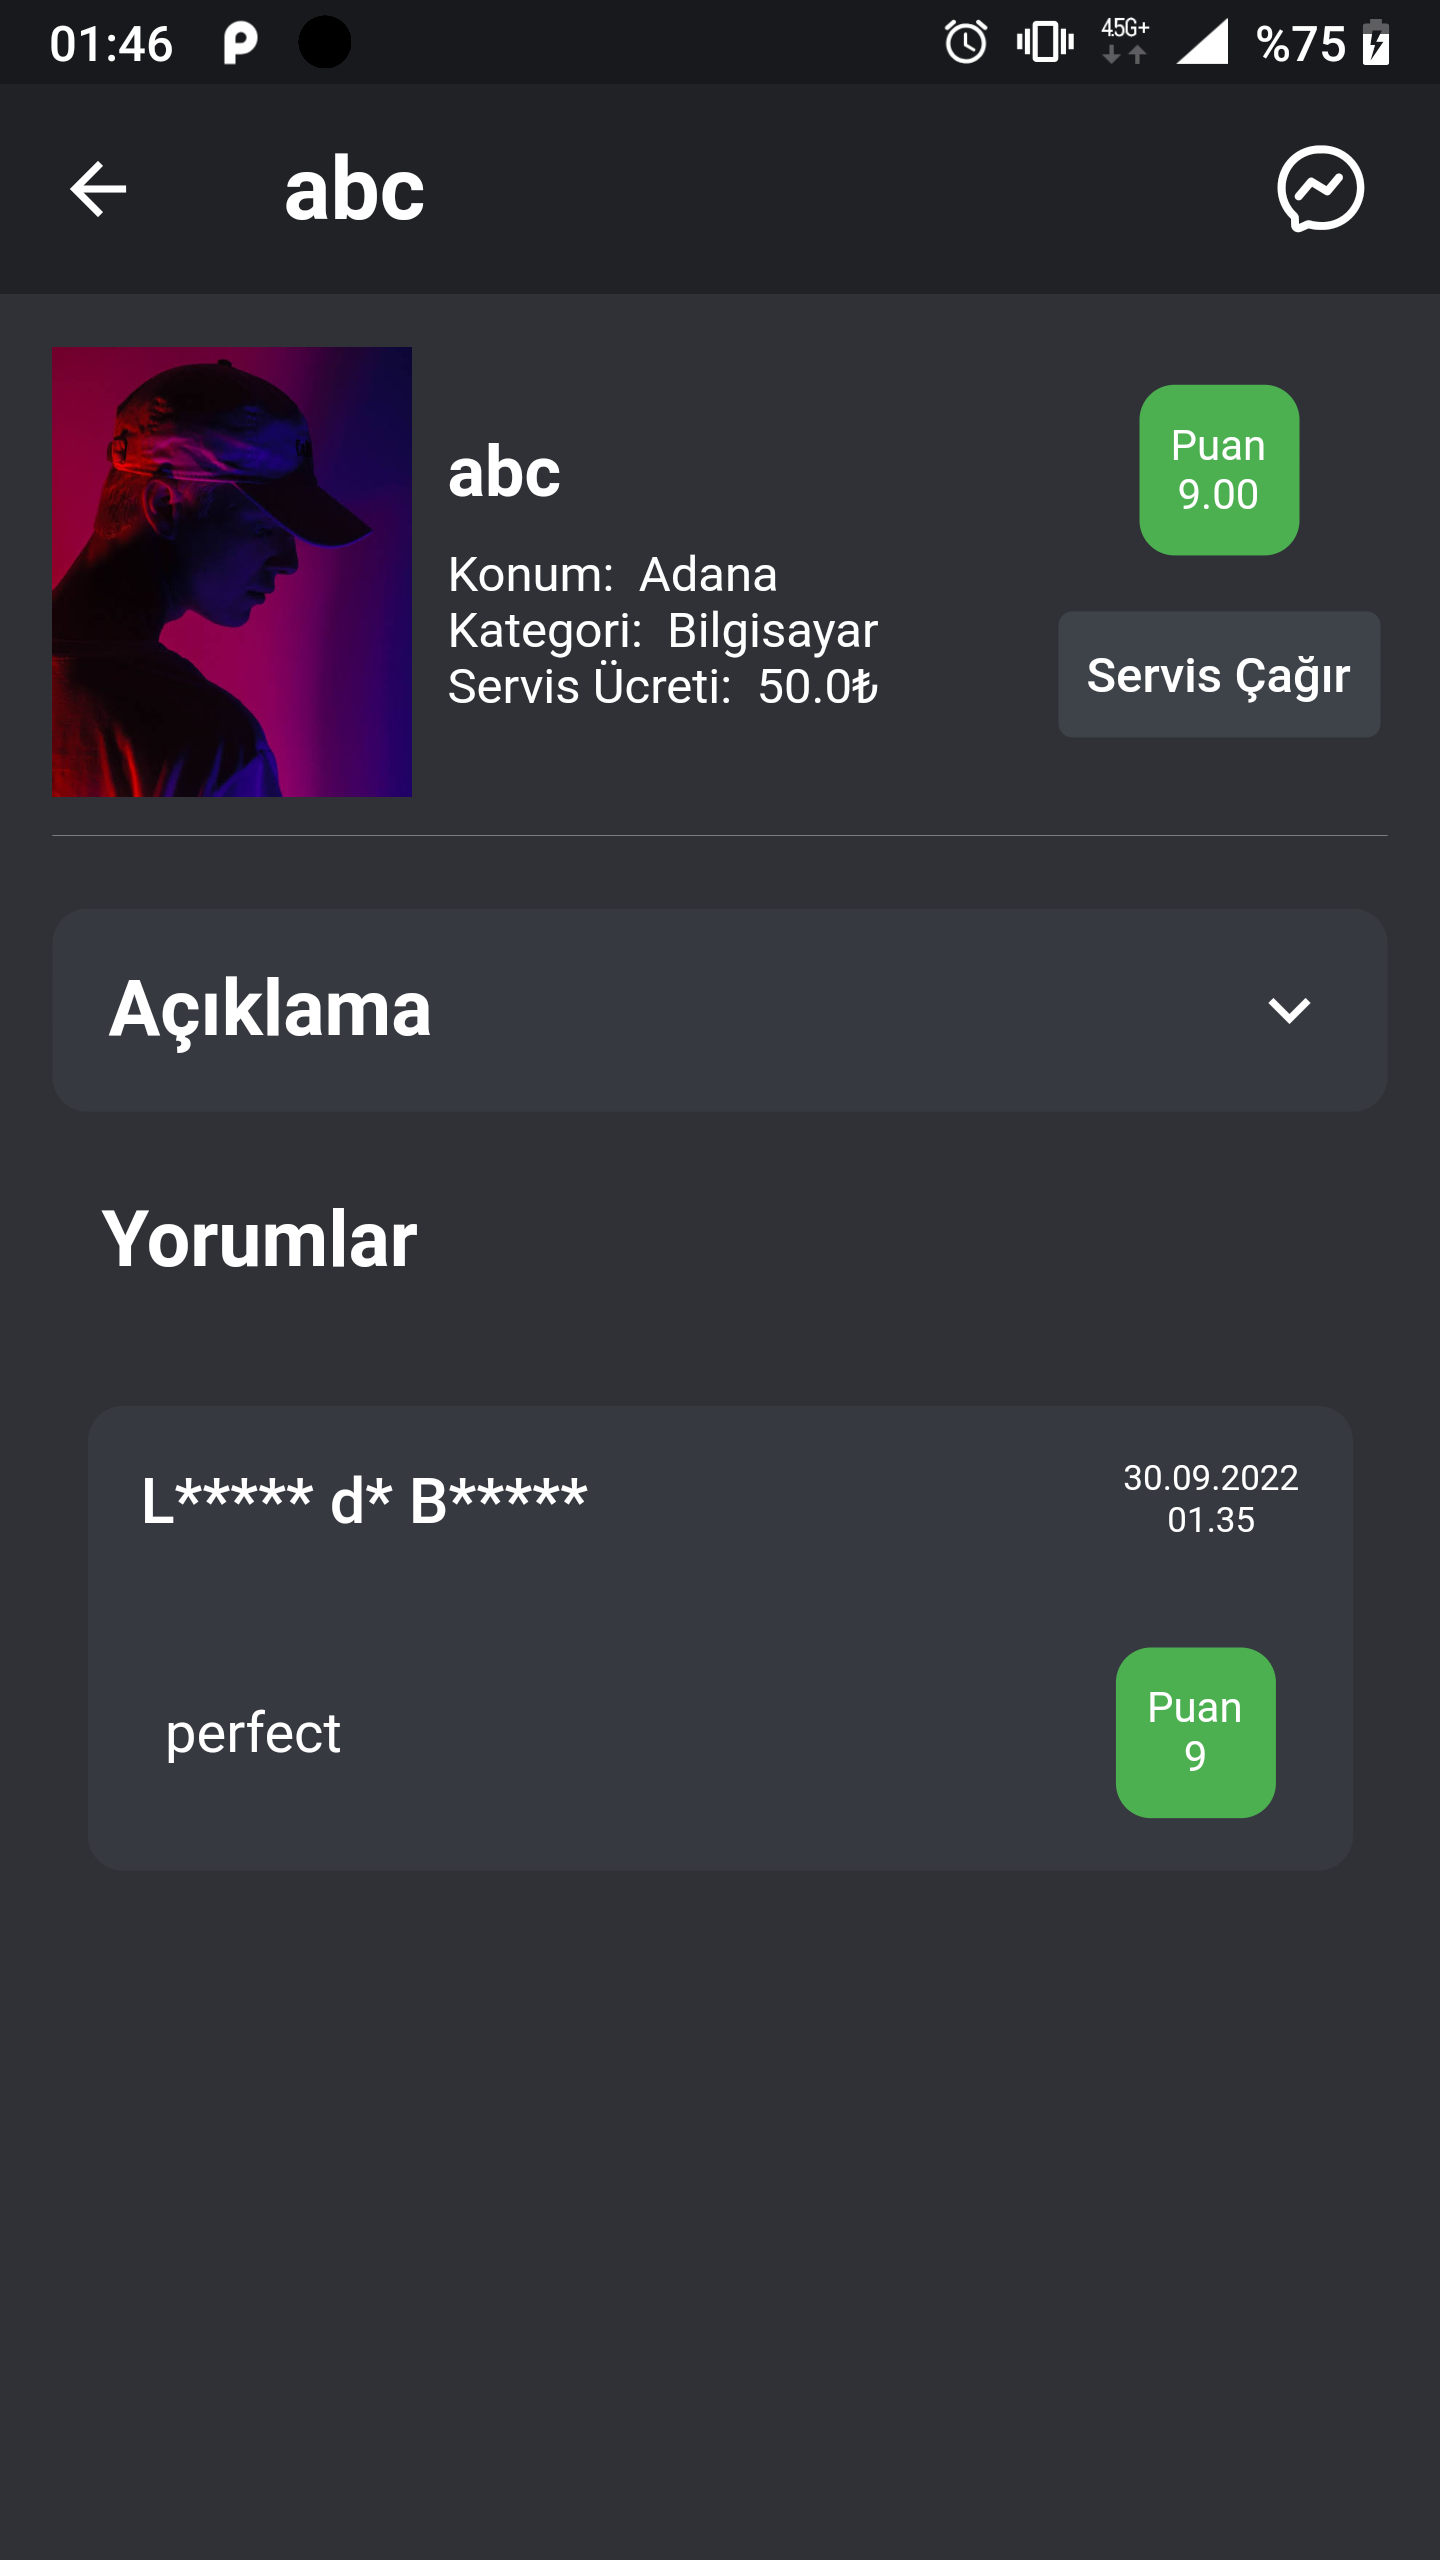 01:46
4.5G+
%75
abc
abc
Konum: Adana
Kategori: Bilgisayar
Servis Ücreti: 50.0₺
Puan
9.00
Servis Çağır
Açıklama
Yorumlar
L***** d* B*****
30.09.2022
01.35
perfect
Puan
9